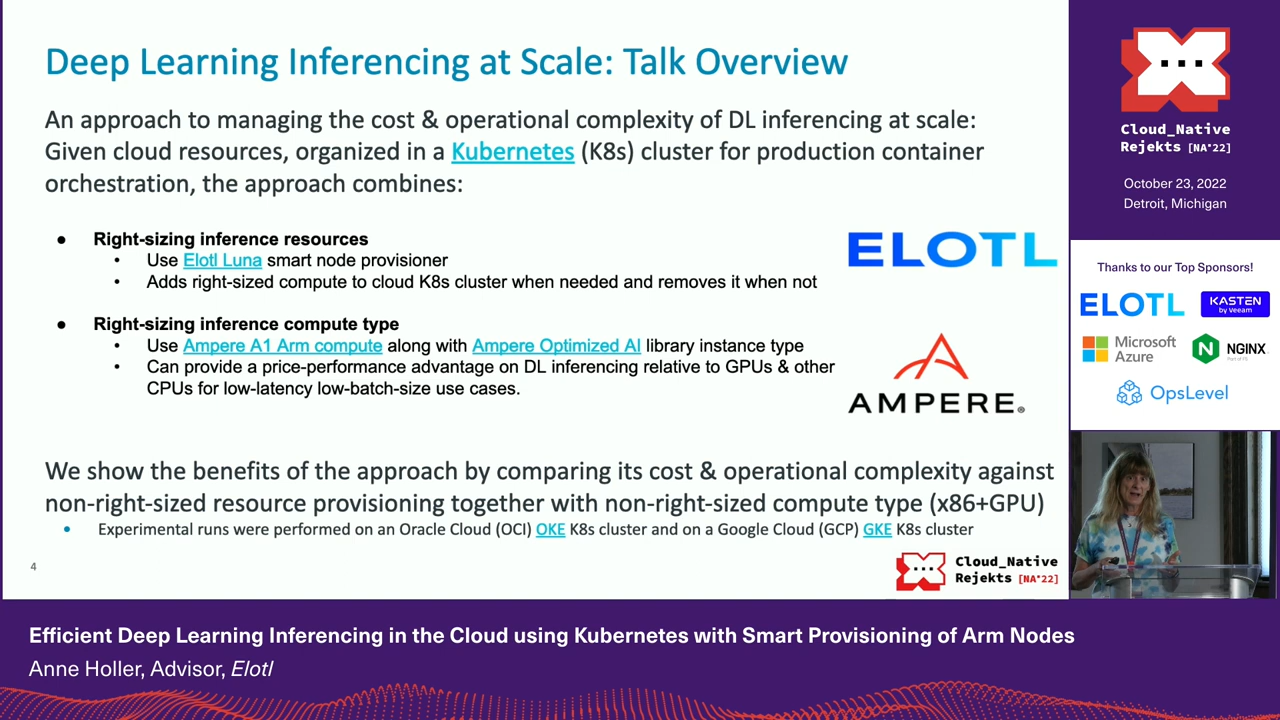 Deep Learning Inferencing at Scale: Talk Overview
An approach to managing the cost & operational complexity of DL inferencing at scale:
Given cloud resources, organized in a Kubernetes (K8s) cluster for production container
orchestration, the approach combines:
● Right-sizing inference resources
• Use Elotl Luna smart node provisioner
• Adds right-sized compute to cloud K8s cluster when needed and removes it when not
● Right-sizing inference compute type
• Use Ampere A1 Arm compute along with Ampere Optimized AI library instance type
• Can provide a price-performance advantage on DL inferencing relative to GPUs & other
CPUs for low-latency low-batch-size use cases.
ELOTL
AMPERE®
We show the benefits of the approach by comparing its cost & operational complexity against
non-right-sized resource provisioning together with non-right-sized compute type (x86+GPU)
• Experimental runs were performed on an Oracle Cloud (OCI) OKE K8s cluster and on a Google Cloud (GCP) GKE K8s cluster
4
Cloud_Native
Rejekts [NA'22]
Cloud_Native
Rejekts [NA'22]
October 23, 2022
Detroit, Michigan
Thanks to our Top Sponsors!
ELOTL
KASTEN
by Veeam
Microsoft
Azure
N
NGINX
Part of F5
OpsLevel
Efficient Deep Learning Inferencing in the Cloud using Kubernetes with Smart Provisioning of Arm Nodes
Anne Holler, Advisor, Elotl